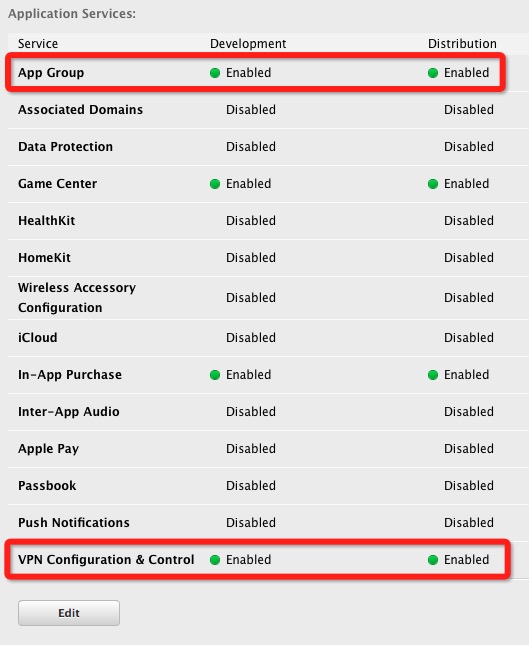 Application Services:
Service Development Distribution
App Group Enabled Enabled
Associated Domains Disabled Disabled
Data Protection Disabled Disabled
Game Center Enabled Enabled
HealthKit Disabled Disabled
HomeKit Disabled Disabled
Wireless Accessory
Configuration Disabled Disabled
iCloud Disabled Disabled
In-App Purchase Enabled Enabled
Inter-App Audio Disabled Disabled
Apple Pay Disabled Disabled
Passbook Disabled Disabled
Push Notifications Disabled Disabled
VPN Configuration & Control Enabled Enabled
Edit